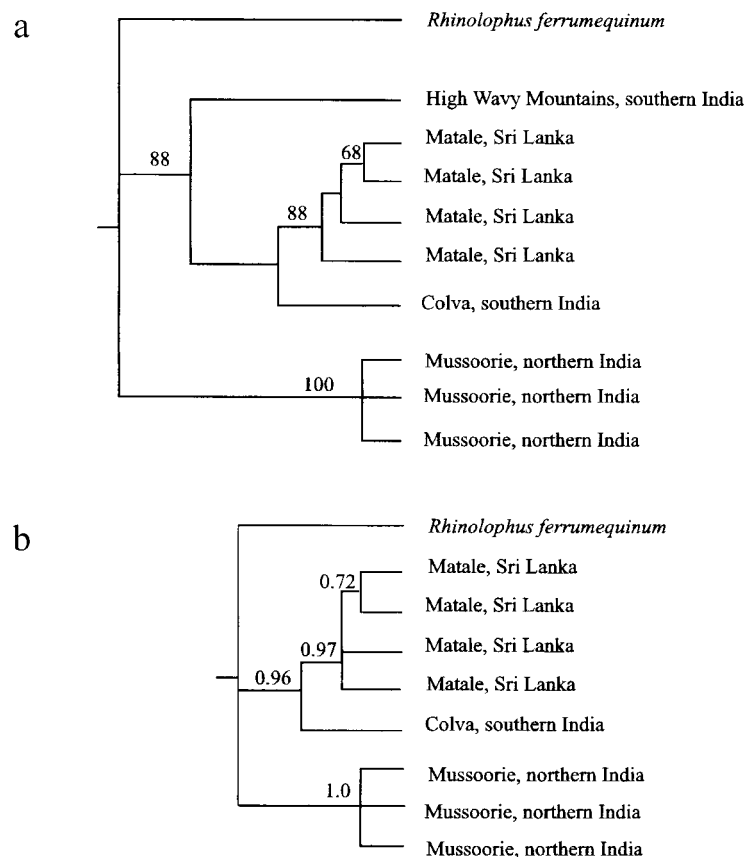 a
Rhinolophus ferrumequinum
High Wavy Mountains, southern India
Matale, Sri Lanka
68
88
Matale, Sri Lanka
Matale, Sri Lanka
88
Matale, Sri Lanka
Colva, southern India
Mussoorie, northern India
100
Mussoorie, northern India
Mussoorie, northern India
b
Rhinolophus ferrumequinum
Matale, Sri Lanka
0.72
Matale, Sri Lanka
Matale, Sri Lanka
0.97
0.96
Matale, Sri Lanka
Colva, southern India
Mussoorie, northern India
1.0
Mussoorie, northern India
Mussoorie, northern India